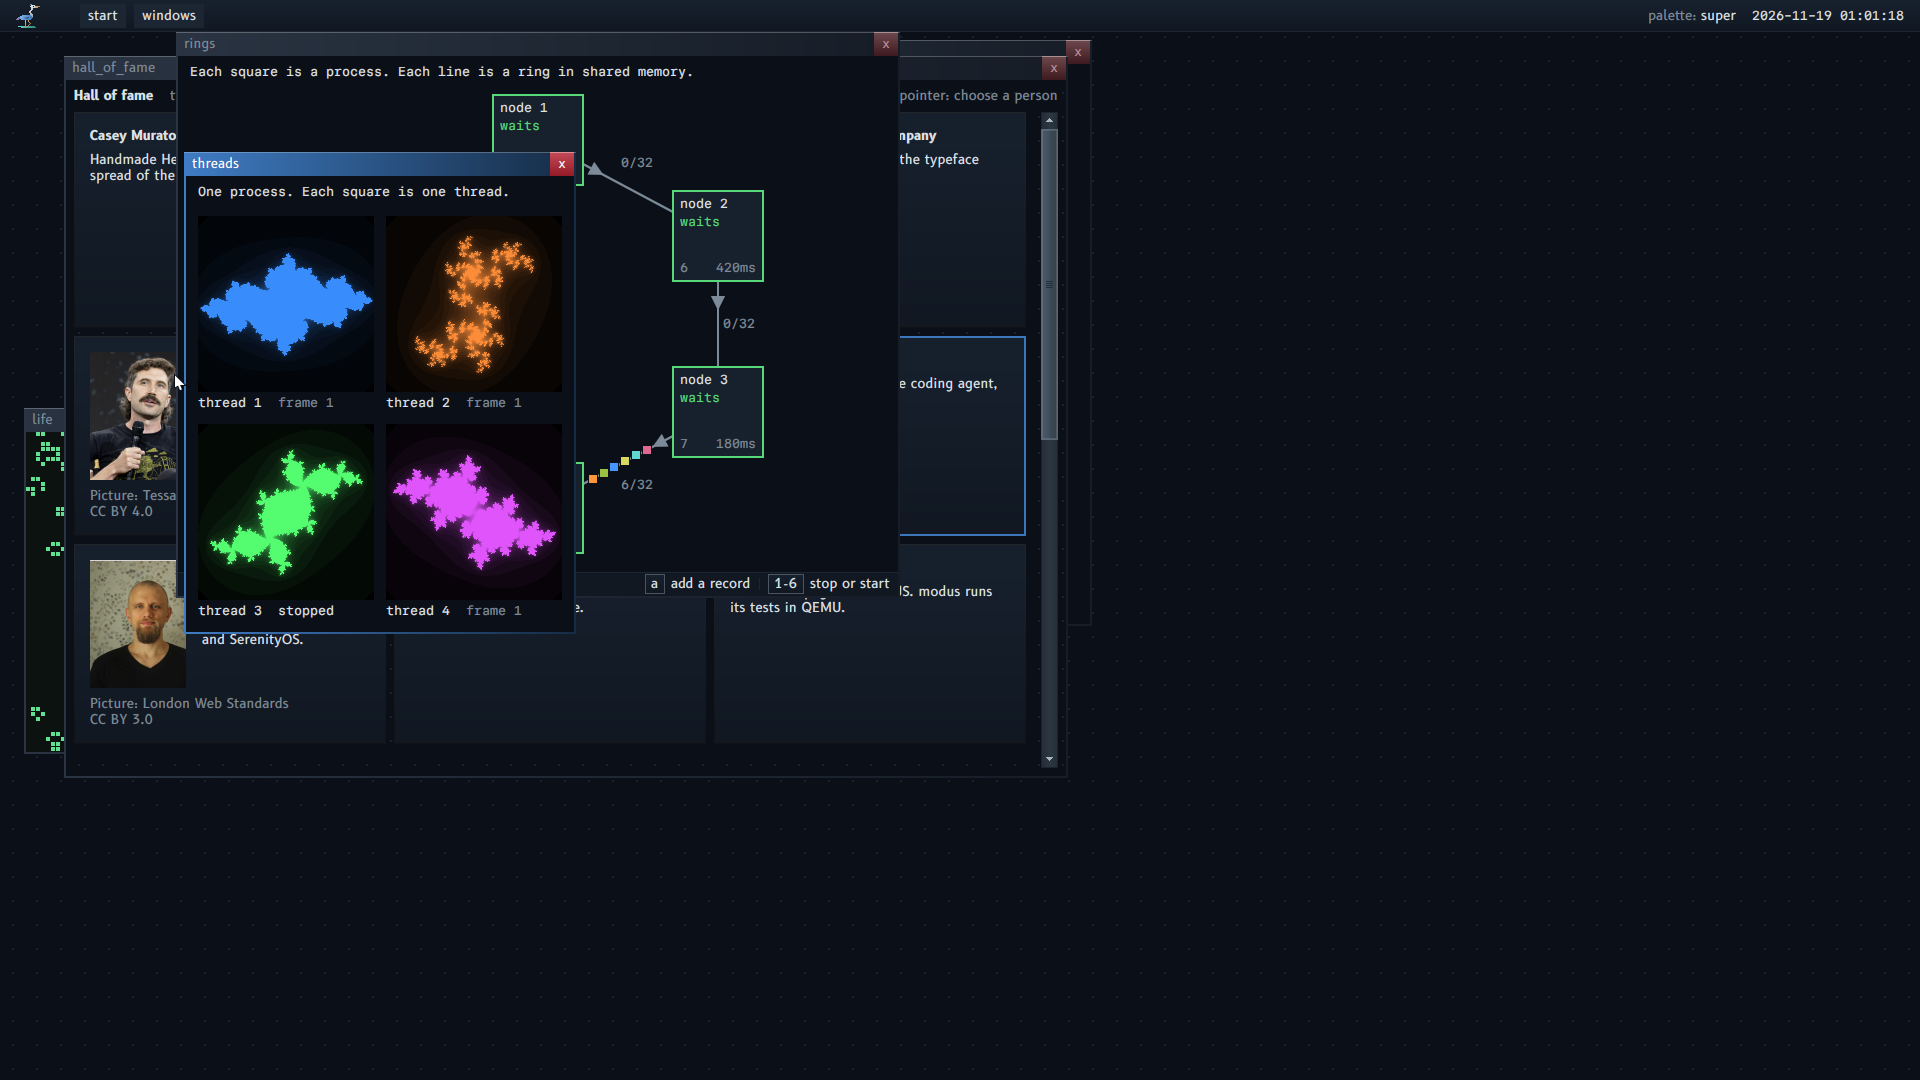 start windows palette: super 2026-11-19 01:01:18
rings x
x
hall_of_fame x
Each square is a process. Each line is a ring in shared memory.
Hall of fame t pointer: choose a person
node 1
waits
Casey Murato mpany
Handmade He the typeface
spread of the
threads x
0/32
One process. Each square is one thread.
node 2
waits
6 420ms
0/32
node 3
waits
7 180ms
e coding agent,
thread 1 frame 1 thread 2 frame 1
life
6/32
Picture: Tessa
CC BY 4.0
a add a record 1-6 stop or start
JS. modus runs
thread 3 stopped thread 4 frame 1
e. its tests in QEMU.
and SerenityOS.
Picture: London Web Standards
CC BY 3.0